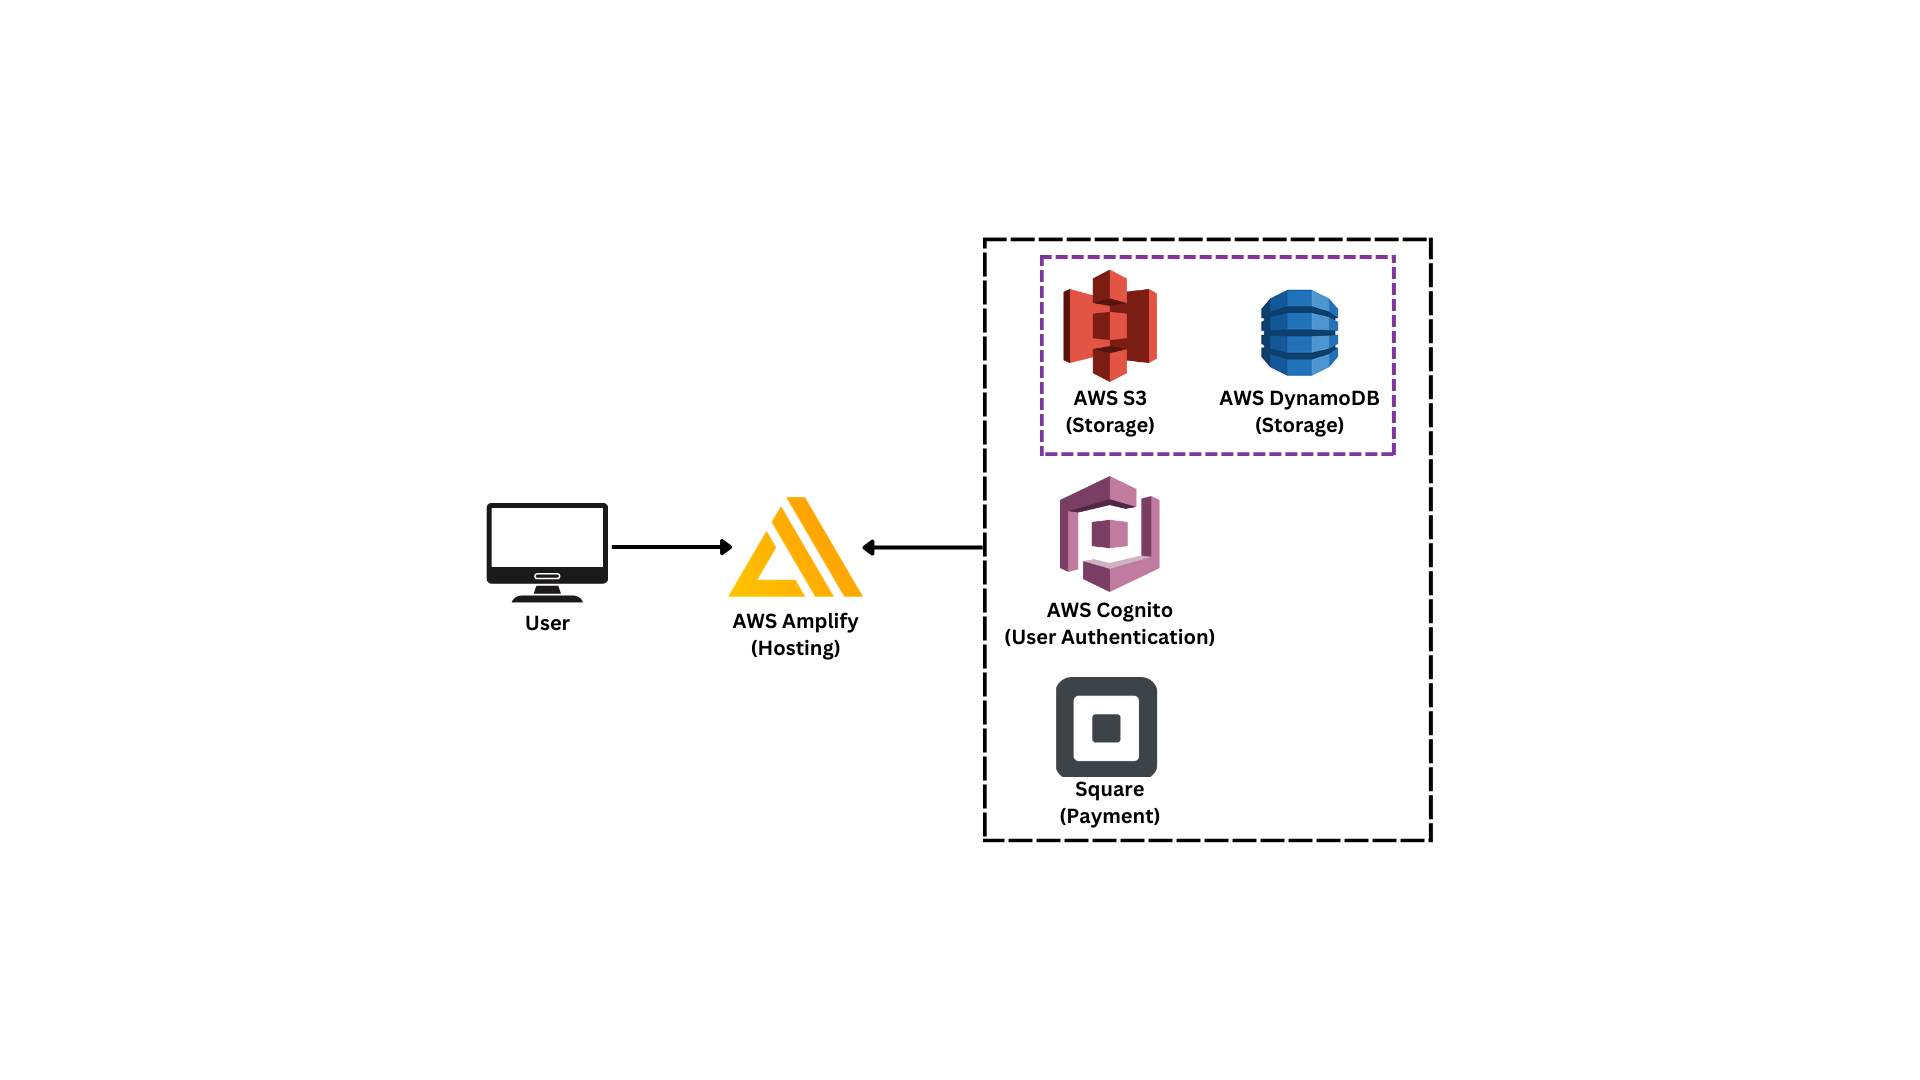 AWS S3
(Storage)
AWS DynamoDB
(Storage)
User
AWS Amplify
(Hosting)
AWS Cognito
(User Authentication)
Square
(Payment)